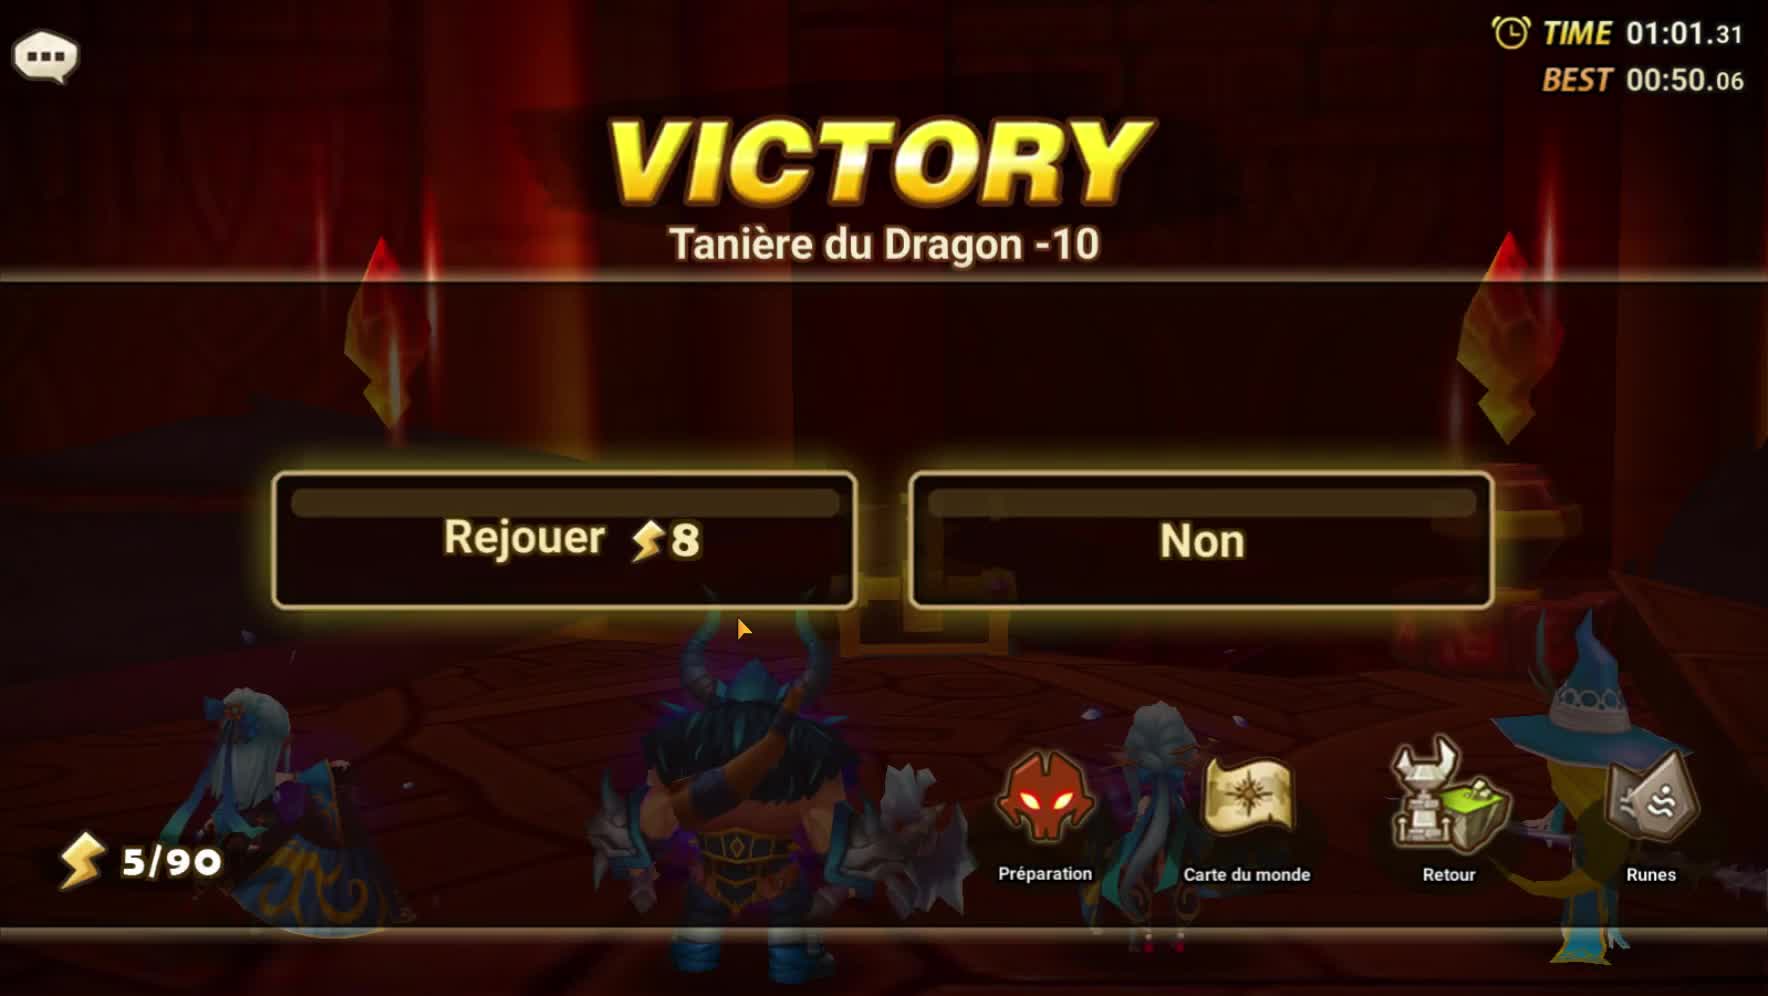 TIME 01:01.31
BEST 00:50.06
VICTORY
Tanière du Dragon -10
Rejouer 8
Non
5/90
Préparation
Carte du monde
Retour
Runes